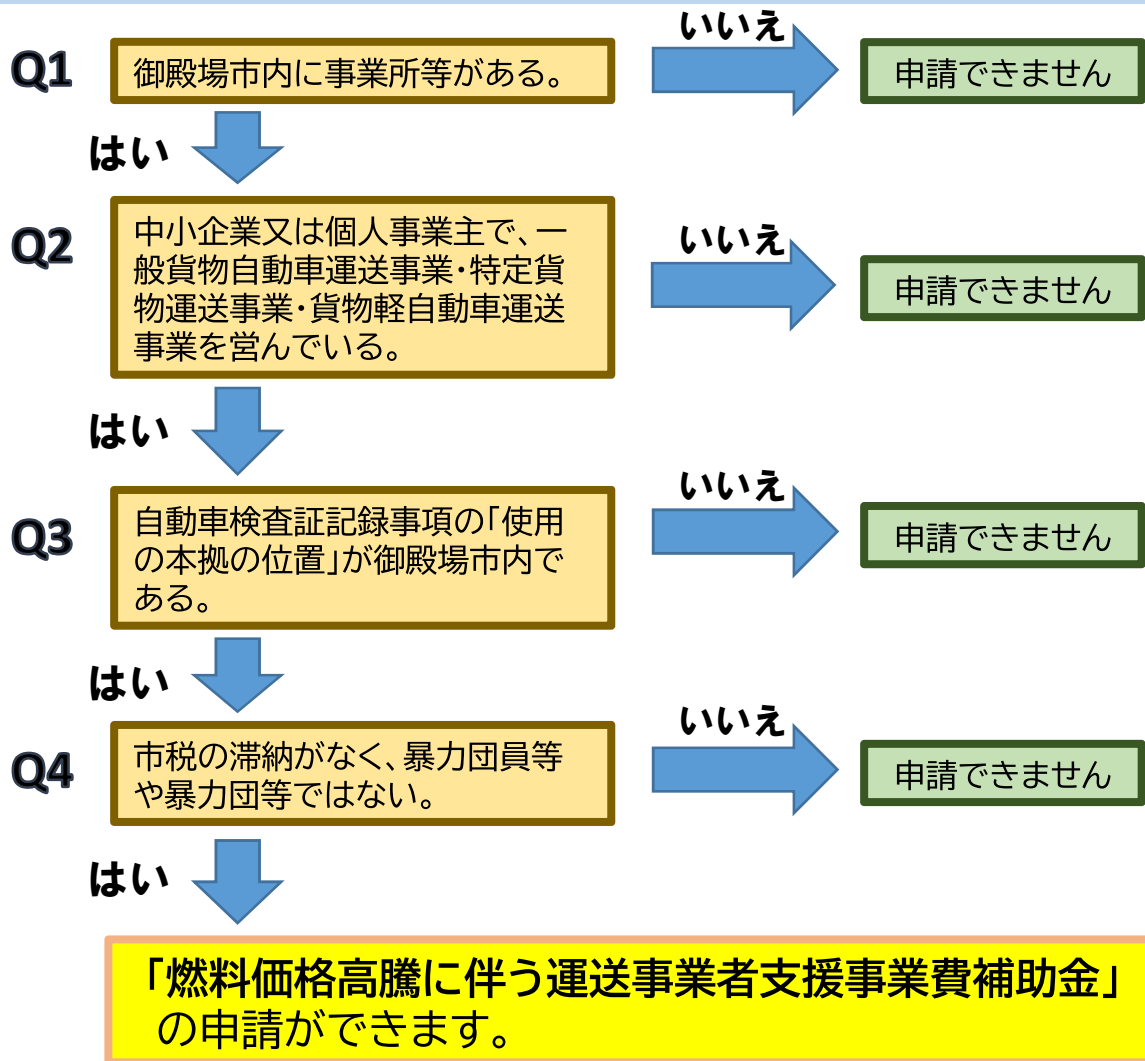 いいえ
Q1
御殿場市内に事業所等がある。
申請できません
はい
Q2
中小企業又は個人事業主で、一
般貨物自動車運送事業・特定貨
物運送事業・貨物軽自動車運送
事業を営んでいる。
いいえ
申請できません
はい
Q3
自動車検査証記録事項の「使用
の本拠の位置」が御殿場市内で
ある。
いいえ
申請できません
はい
Q4
市税の滞納がなく、暴力団員等
や暴力団等ではない。
いいえ
申請できません
はい
「燃料価格高騰に伴う運送事業者支援事業費補助金」
の申請ができます。